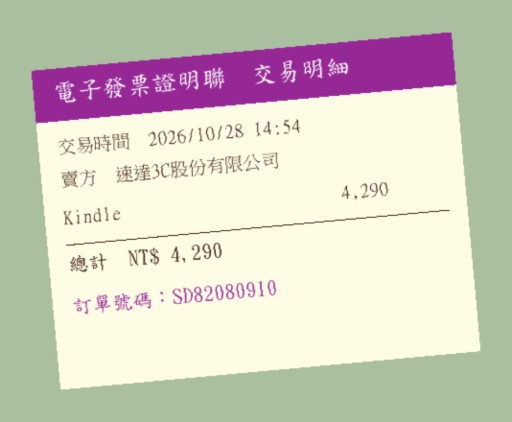 電子發票證明聯 交易明細
交易時間 2026/10/28 14:54
賣方 速達3C股份有限公司
Kindle 4,290
總計 NT$ 4,290
訂單號碼：SD82080910